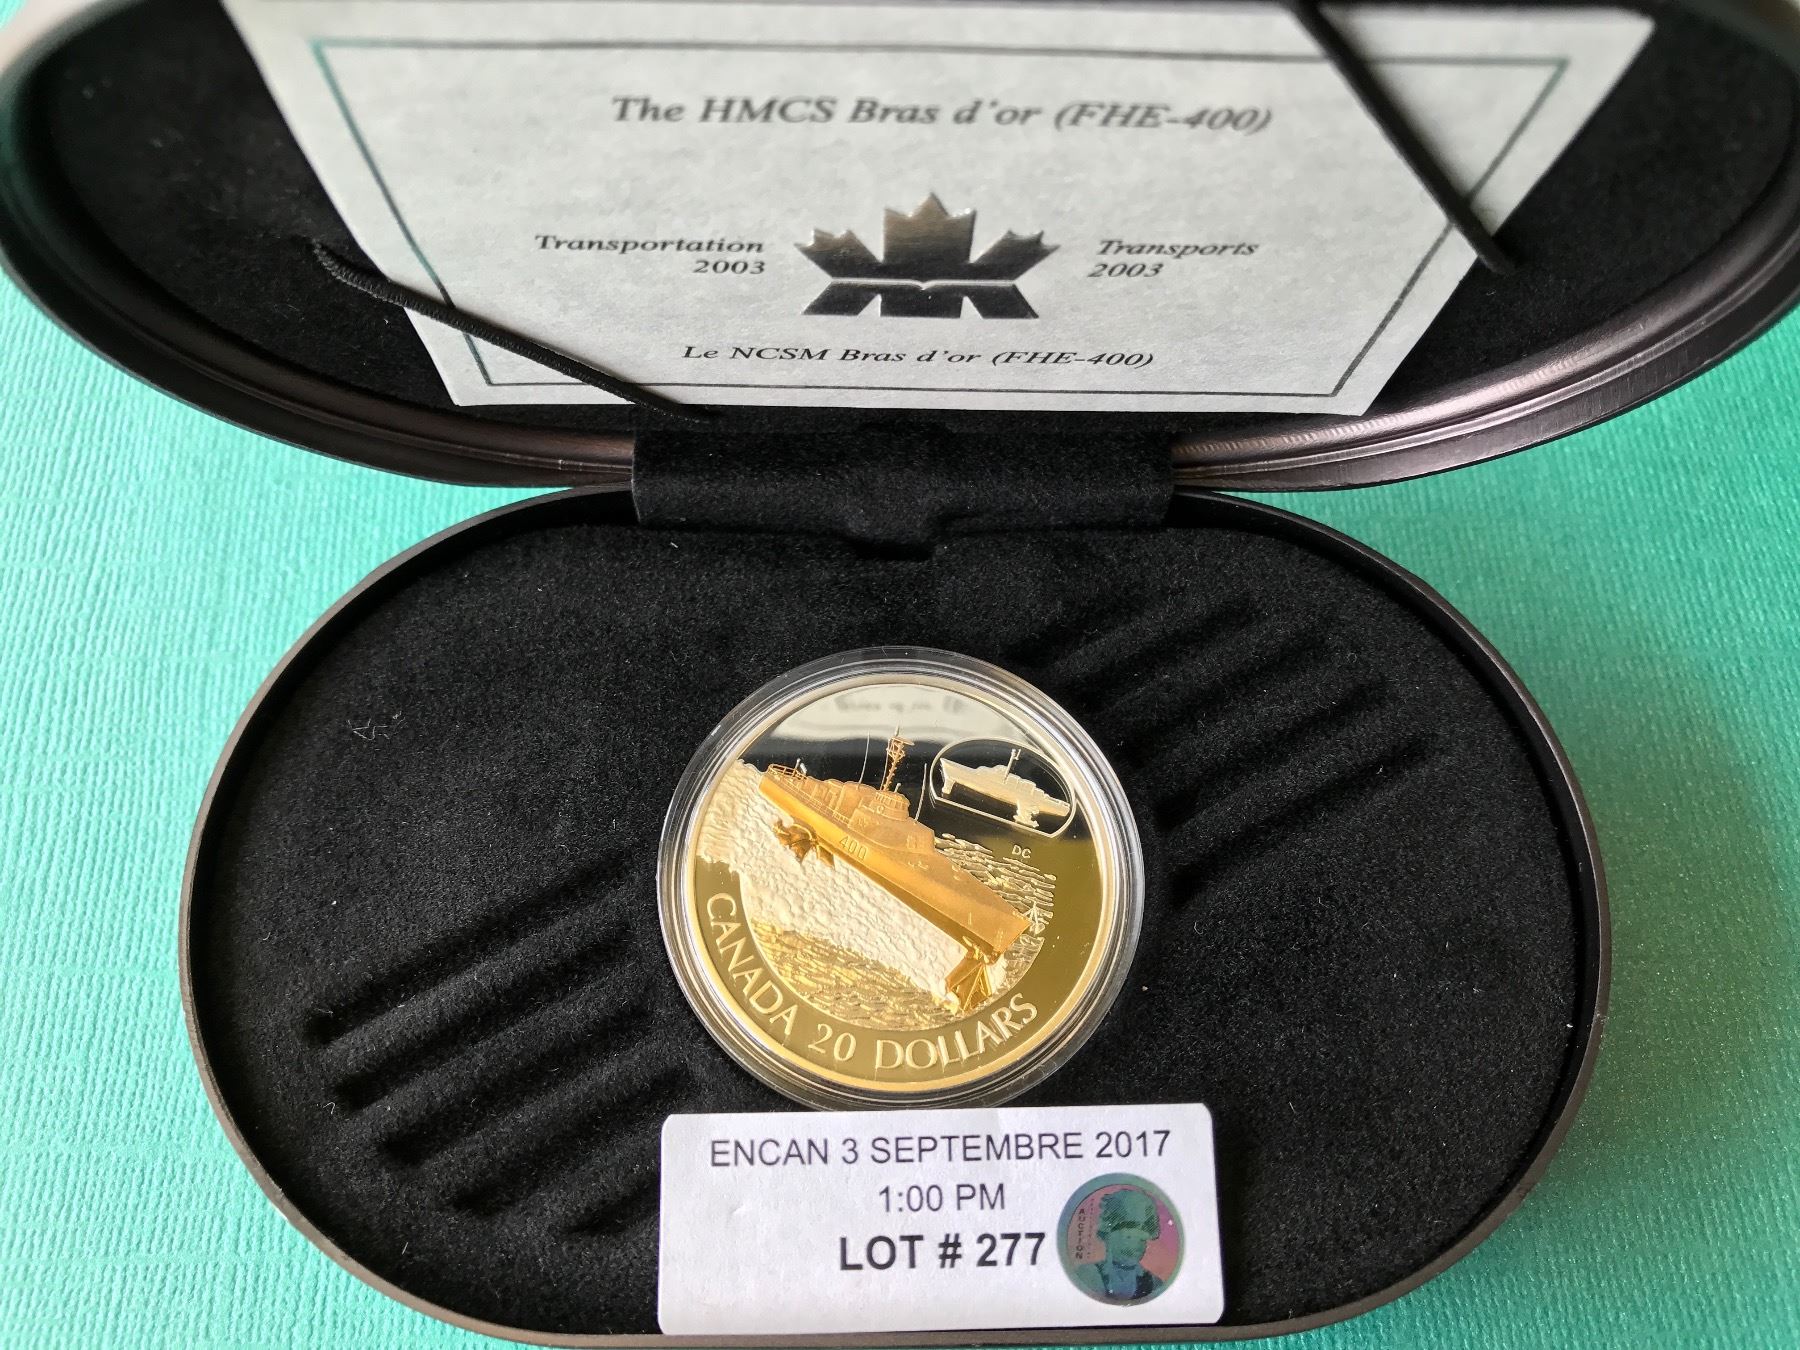 The HMCS Bras d'or (FHE-400)
Transportation
2003
Transports
2003
Le NCSM Bras d'or (FHE-400)
400
DC
CANADA 20 DOLLARS
ENCAN 3 SEPTEMBRE 2017
1:00 PM
LOT # 277
AUCTION